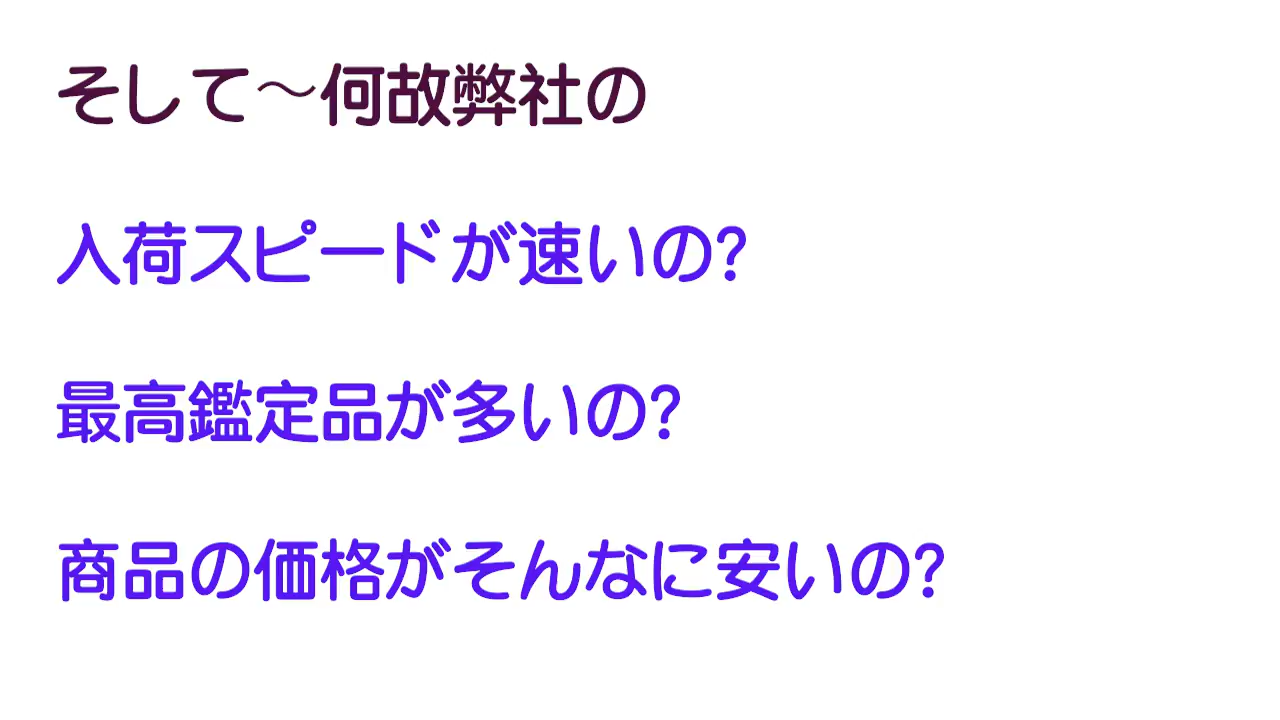 そして～何故弊社の
入荷スピードが速いの?
最高鑑定品が多いの?
商品の価格がそんなに安いの?